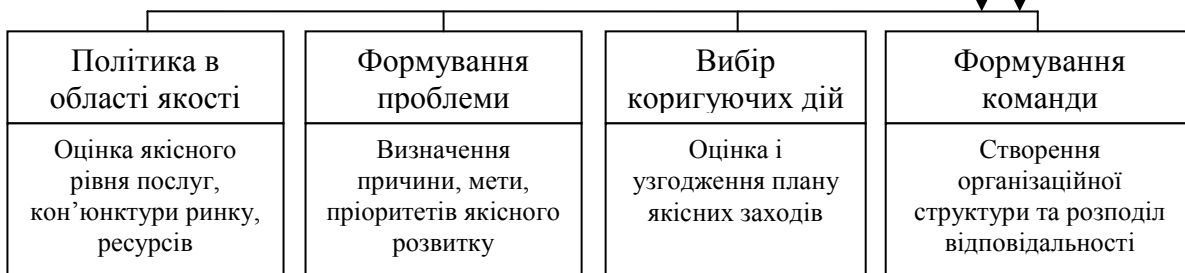 Політика в
області якості
Оцінка якісного
рівня послуг,
кон’юнктури ринку,
ресурсів
Формування
проблеми
Визначення
причини, мети,
пріоритетів якісного
розвитку
Вибір
коригуючих дій
Оцінка і
узгодження плану
якісних заходів
Формування
команди
Створення
організаційної
структури та розподіл
відповідальності